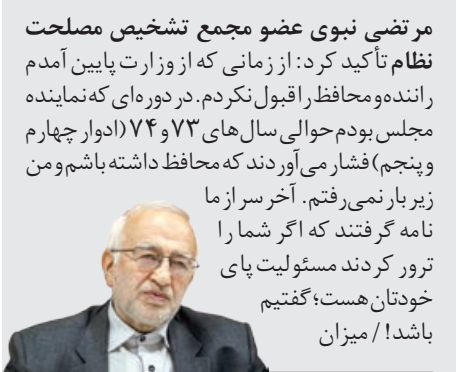 مرتضی نبوی عضو مجمع تشخیص مصلحت
نظام تأکید کرد: از زمانی که از وزارت پایین آمدم
راننده و محافظ را قبول نکردم. در دوره‌ای که نماینده
مجلس بودم حوالی سال‌های ۷۳ و ۷۴ (ادوار چهارم
و پنجم) فشار می‌آوردند که محافظ داشته باشم و من
زیر بار نمی‌رفتم. آخر سر از ما
نامه گرفتند که اگر شما را
ترور کردند مسئولیت پای
خودتان هست؛ گفتیم
باشد! / میزان